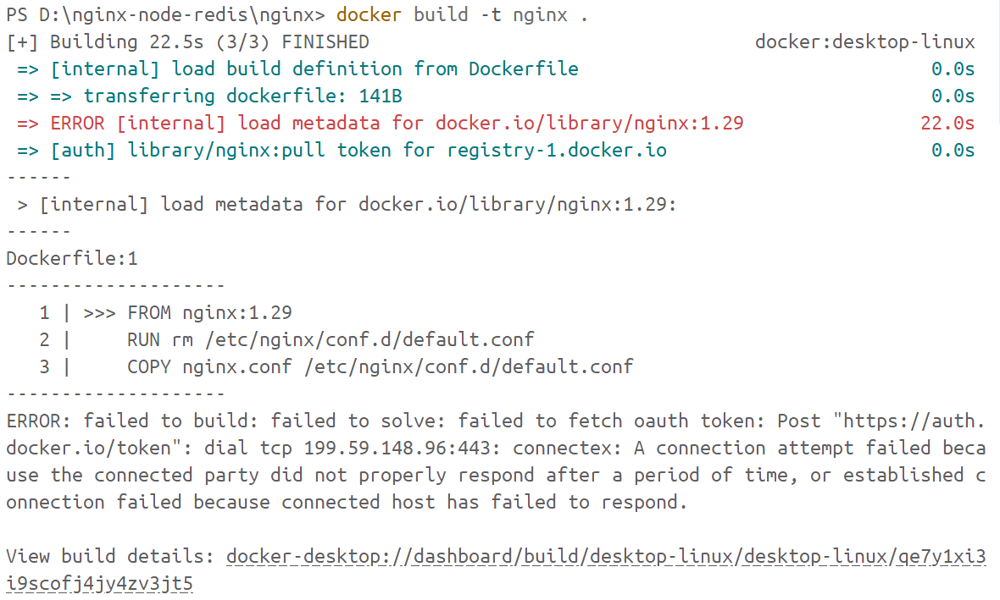 PS D:\nginx-node-redis\nginx> docker build -t nginx .
[+] Building 22.5s (3/3) FINISHED docker:desktop-linux
=> [internal] load build definition from Dockerfile 0.0s
=> => transferring dockerfile: 141B 0.0s
=> ERROR [internal] load metadata for docker.io/library/nginx:1.29 22.0s
=> [auth] library/nginx:pull token for registry-1.docker.io 0.0s
------
> [internal] load metadata for docker.io/library/nginx:1.29:
------
Dockerfile:1
--------------------
1 | >>> FROM nginx:1.29
2 | RUN rm /etc/nginx/conf.d/default.conf
3 | COPY nginx.conf /etc/nginx/conf.d/default.conf
--------------------
ERROR: failed to build: failed to solve: failed to fetch oauth token: Post "https://auth.
docker.io/token": dial tcp 199.59.148.96:443: connectex: A connection attempt failed beca
use the connected party did not properly respond after a period of time, or established c
onnection failed because connected host has failed to respond.
View build details: docker-desktop://dashboard/build/desktop-linux/desktop-linux/qe7y1xi3
i9scofj4jy4zv3jt5